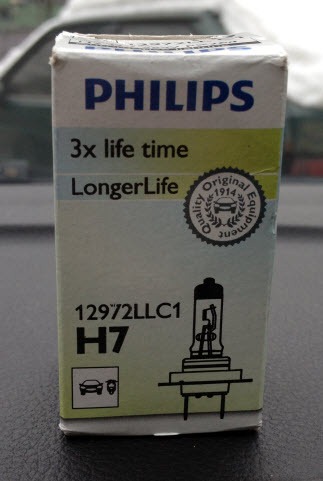 PHILIPS
3x life time
LongerLife
Quality Original Equipment
1914
12972LLC1
H7